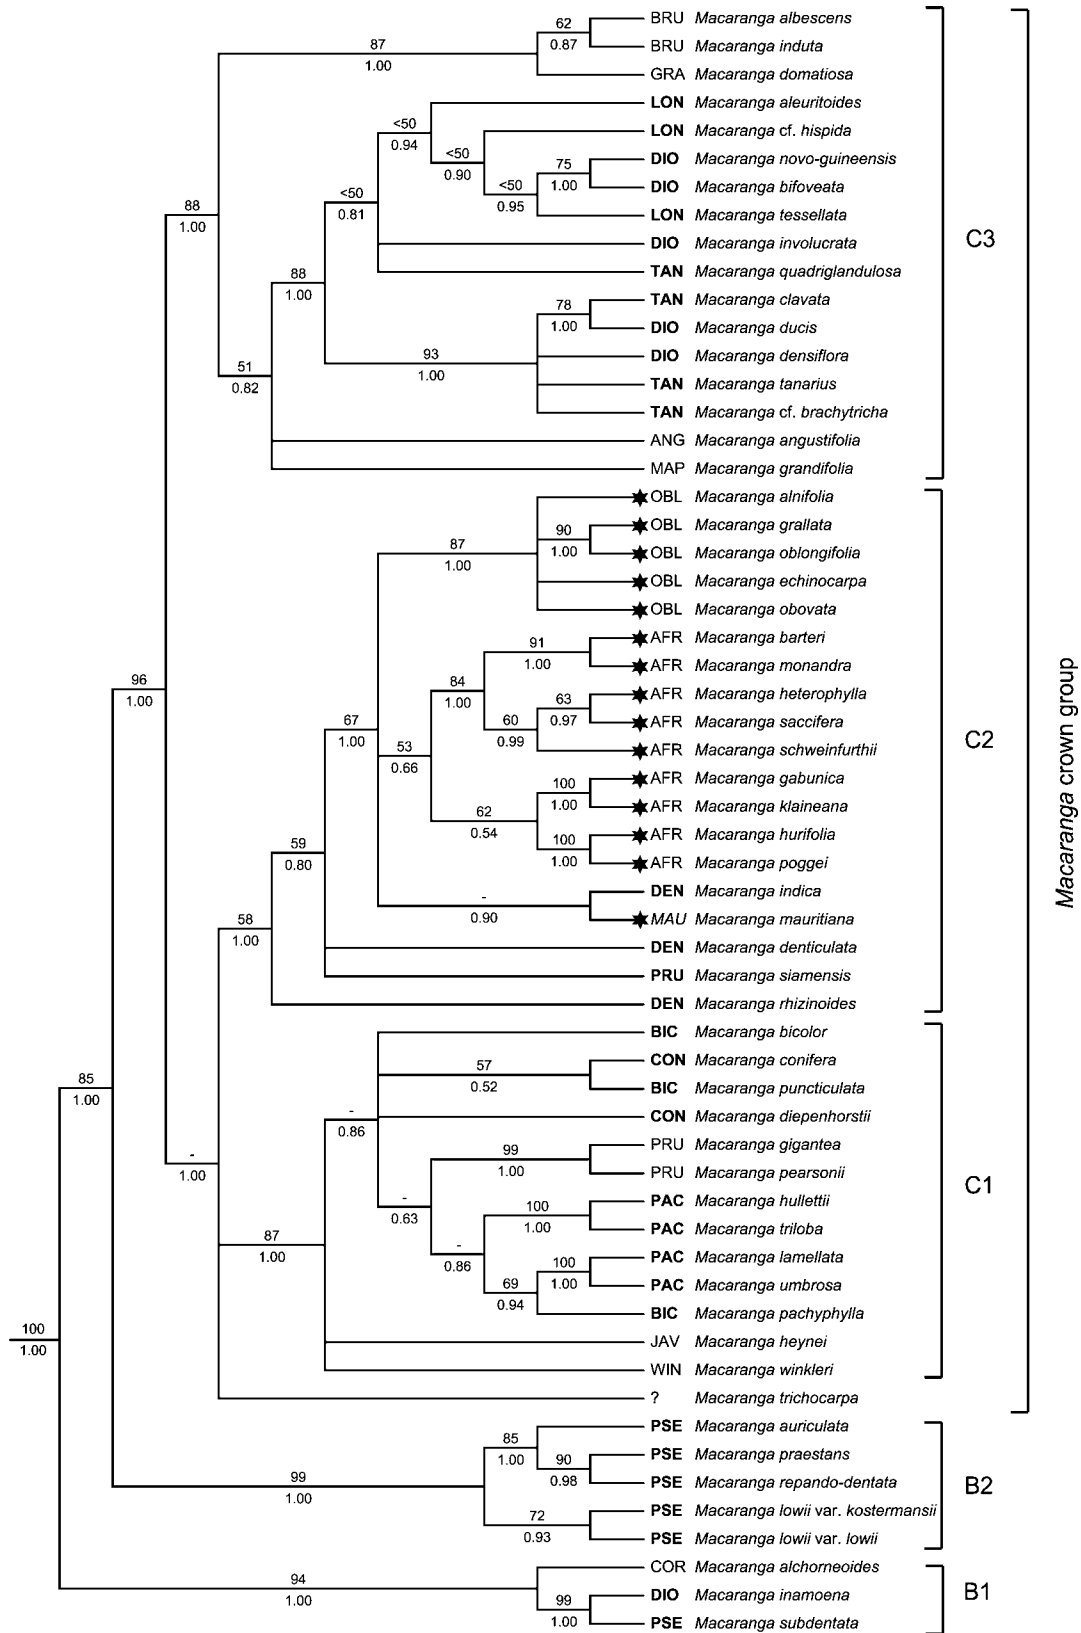 BRU Macaranga albescens
62
0.87
BRU Macaranga induta
87
1.00
GRA Macaranga domatiosa
LON Macaranga aleuritoides
<50
0.94
LON Macaranga cf. hispida
<50
0.90
DIO Macaranga novo-guineensis
75
1.00
DIO Macaranga bifoveata
<50
0.95
LON Macaranga tessellata
<50
0.81
88
1.00
DIO Macaranga involucrata
C3
TAN Macaranga quadriglandulosa
88
1.00
TAN Macaranga clavata
78
1.00
DIO Macaranga ducis
DIO Macaranga densiflora
93
1.00
51
0.82
TAN Macaranga tanarius
TAN Macaranga cf. brachytricha
ANG Macaranga angustifolia
MAP Macaranga grandifolia
OBL Macaranga alnifolia
OBL Macaranga grallata
90
1.00
OBL Macaranga oblongifolia
87
1.00
OBL Macaranga echinocarpa
OBL Macaranga obovata
AFR Macaranga barteri
91
1.00
AFR Macaranga monandra
84
1.00
96
1.00
AFR Macaranga heterophylla
63
0.97
AFR Macaranga saccifera
60
0.99
67
1.00
AFR Macaranga schweinfurthii
C2
53
0.66
AFR Macaranga gabunica
100
1.00
AFR Macaranga klaineana
62
0.54
AFR Macaranga hurifolia
100
1.00
AFR Macaranga poggei
59
0.80
DEN Macaranga indica
-
0.90
MAU Macaranga mauritiana
58
1.00
DEN Macaranga denticulata
PRU Macaranga siamensis
DEN Macaranga rhizinoides
Macaranga crown group
BIC Macaranga bicolor
CON Macaranga conifera
57
0.52
BIC Macaranga puncticulata
85
1.00
CON Macaranga diepenhorstii
-
0.86
PRU Macaranga gigantea
99
1.00
PRU Macaranga pearsonii
-
1.00
C1
PAC Macaranga hullettii
-
0.63
100
1.00
PAC Macaranga triloba
-
0.86
87
1.00
PAC Macaranga lamellata
100
1.00
PAC Macaranga umbrosa
69
0.94
BIC Macaranga pachyphylla
100
1.00
JAV Macaranga heynei
WIN Macaranga winkleri
? Macaranga trichocarpa
PSE Macaranga auriculata
85
1.00
PSE Macaranga praestans
90
0.98
PSE Macaranga repando-dentata
99
1.00
B2
PSE Macaranga lowii var. kostermansii
72
0.93
PSE Macaranga lowii var. lowii
COR Macaranga alchorneoides
94
1.00
DIO Macaranga inamoena
B1
99
1.00
PSE Macaranga subdentata